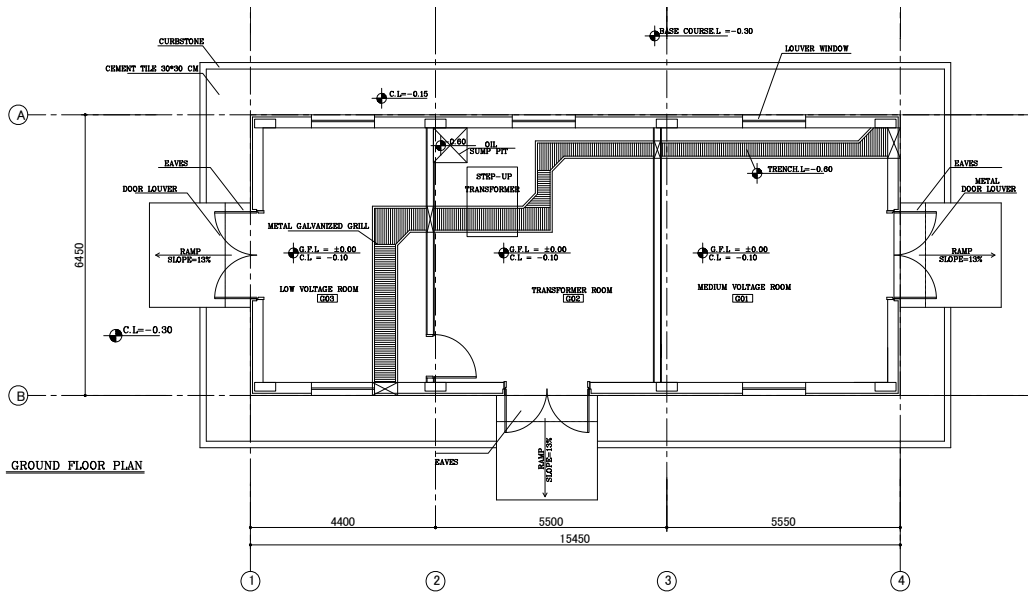 BASE COURSE.L =-0.30
CURBSTONE
LOUVER WINDOW
CEMENT TILE 30*30 CM
C.L=-0.15
A
-0.60
OIL
SUMP PIT
EAVES
DOOR LOUVER
STEP-UP
TRANSFORMER
TRENCH.L=-0.60
EAVES
METAL
DOOR LOUVER
METAL GALVANIZED GRILL
RAMP
SLOPE=13%
G.F.L = ±0.00
C.L = -0.10
G.F.L = ±0.00
C.L = -0.10
G.F.L = ±0.00
C.L = -0.10
RAMP
SLOPE=13%
6450
LOW VOLTAGE ROOM
G03
TRANSFORMER ROOM
G02
MEDIUM VOLTAGE ROOM
G01
C.L=-0.30
B
EAVES
RAMP
SLOPE=13%
GROUND FLOOR PLAN
4400
5500
5550
15450
1
2
3
4